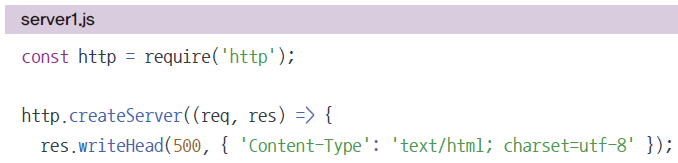 server1.js
const http = require('http');
http.createServer((req, res) => {
res.writeHead(500, { 'Content-Type': 'text/html; charset=utf-8' });